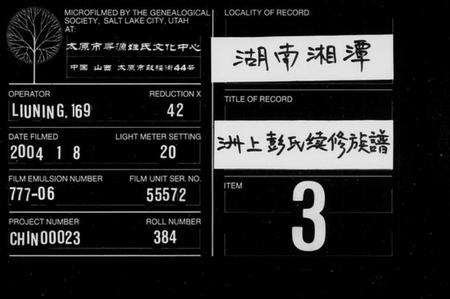 MICROFILMED BY THE GENEALOGICAL
SOCIETY, SALT LAKE CITY, UTAH
AT:
太原市寻源姓氏文化中心
中国 山西 太原市鼓楼街44号
OPERATOR
REDUCTION X
LIUNING.169
42
DATE FILMED
LIGHT METER SETTING
2004 1 8
20
FILM EMULSION NUMBER
FILM UNIT SER. NO.
777-06
55572
PROJECT NUMBER
ROLL NUMBER
CHIN00023
384
LOCALITY OF RECORD
湖南湘潭
TITLE OF RECORD
洲上彭氏续修族譜
ITEM
3